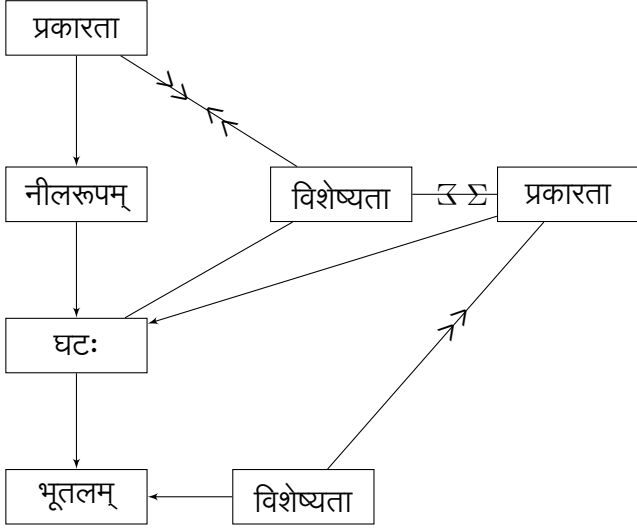 प्रकारता
नीलरूपम्
विशेष्यता
प्रकारता
घटः
भूतलम्
विशेष्यता